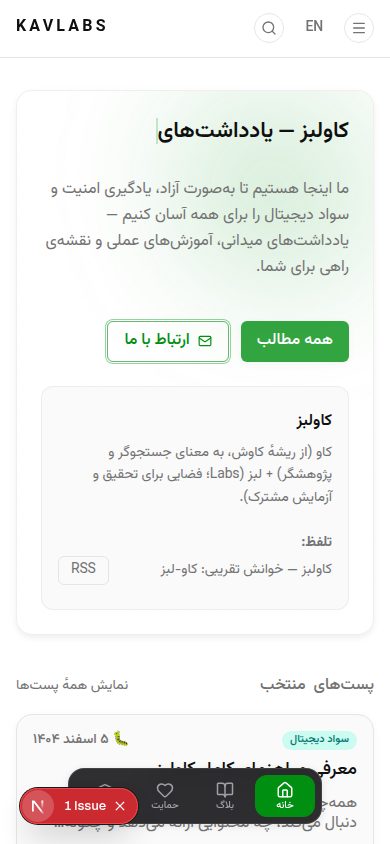 KAVLABS
EN
کاولبز — یادداشت‌های
ما اینجا هستیم تا به‌صورت آزاد، یادگیری امنیت و
سواد دیجیتال را برای همه آسان کنیم —
یادداشت‌های میدانی، آموزش‌های عملی و نقشه‌ی
راهی برای شما.
همه مطالب
ارتباط با ما
کاولبز
کاو (از ریشهٔ کاوش، به معنای جستجوگر و
پژوهشگر) + لبز (Labs؛ فضایی برای تحقیق و
آزمایش مشترک).
تلفظ:
کاولبز — خوانش تقریبی: کاو-لبز
RSS
پست‌های منتخب
نمایش همهٔ پست‌ها
سواد دیجیتال
۵ اسفند ۱۴۰۴
معرفی
خانه
بلاگ
حمایت
N
1 Issue